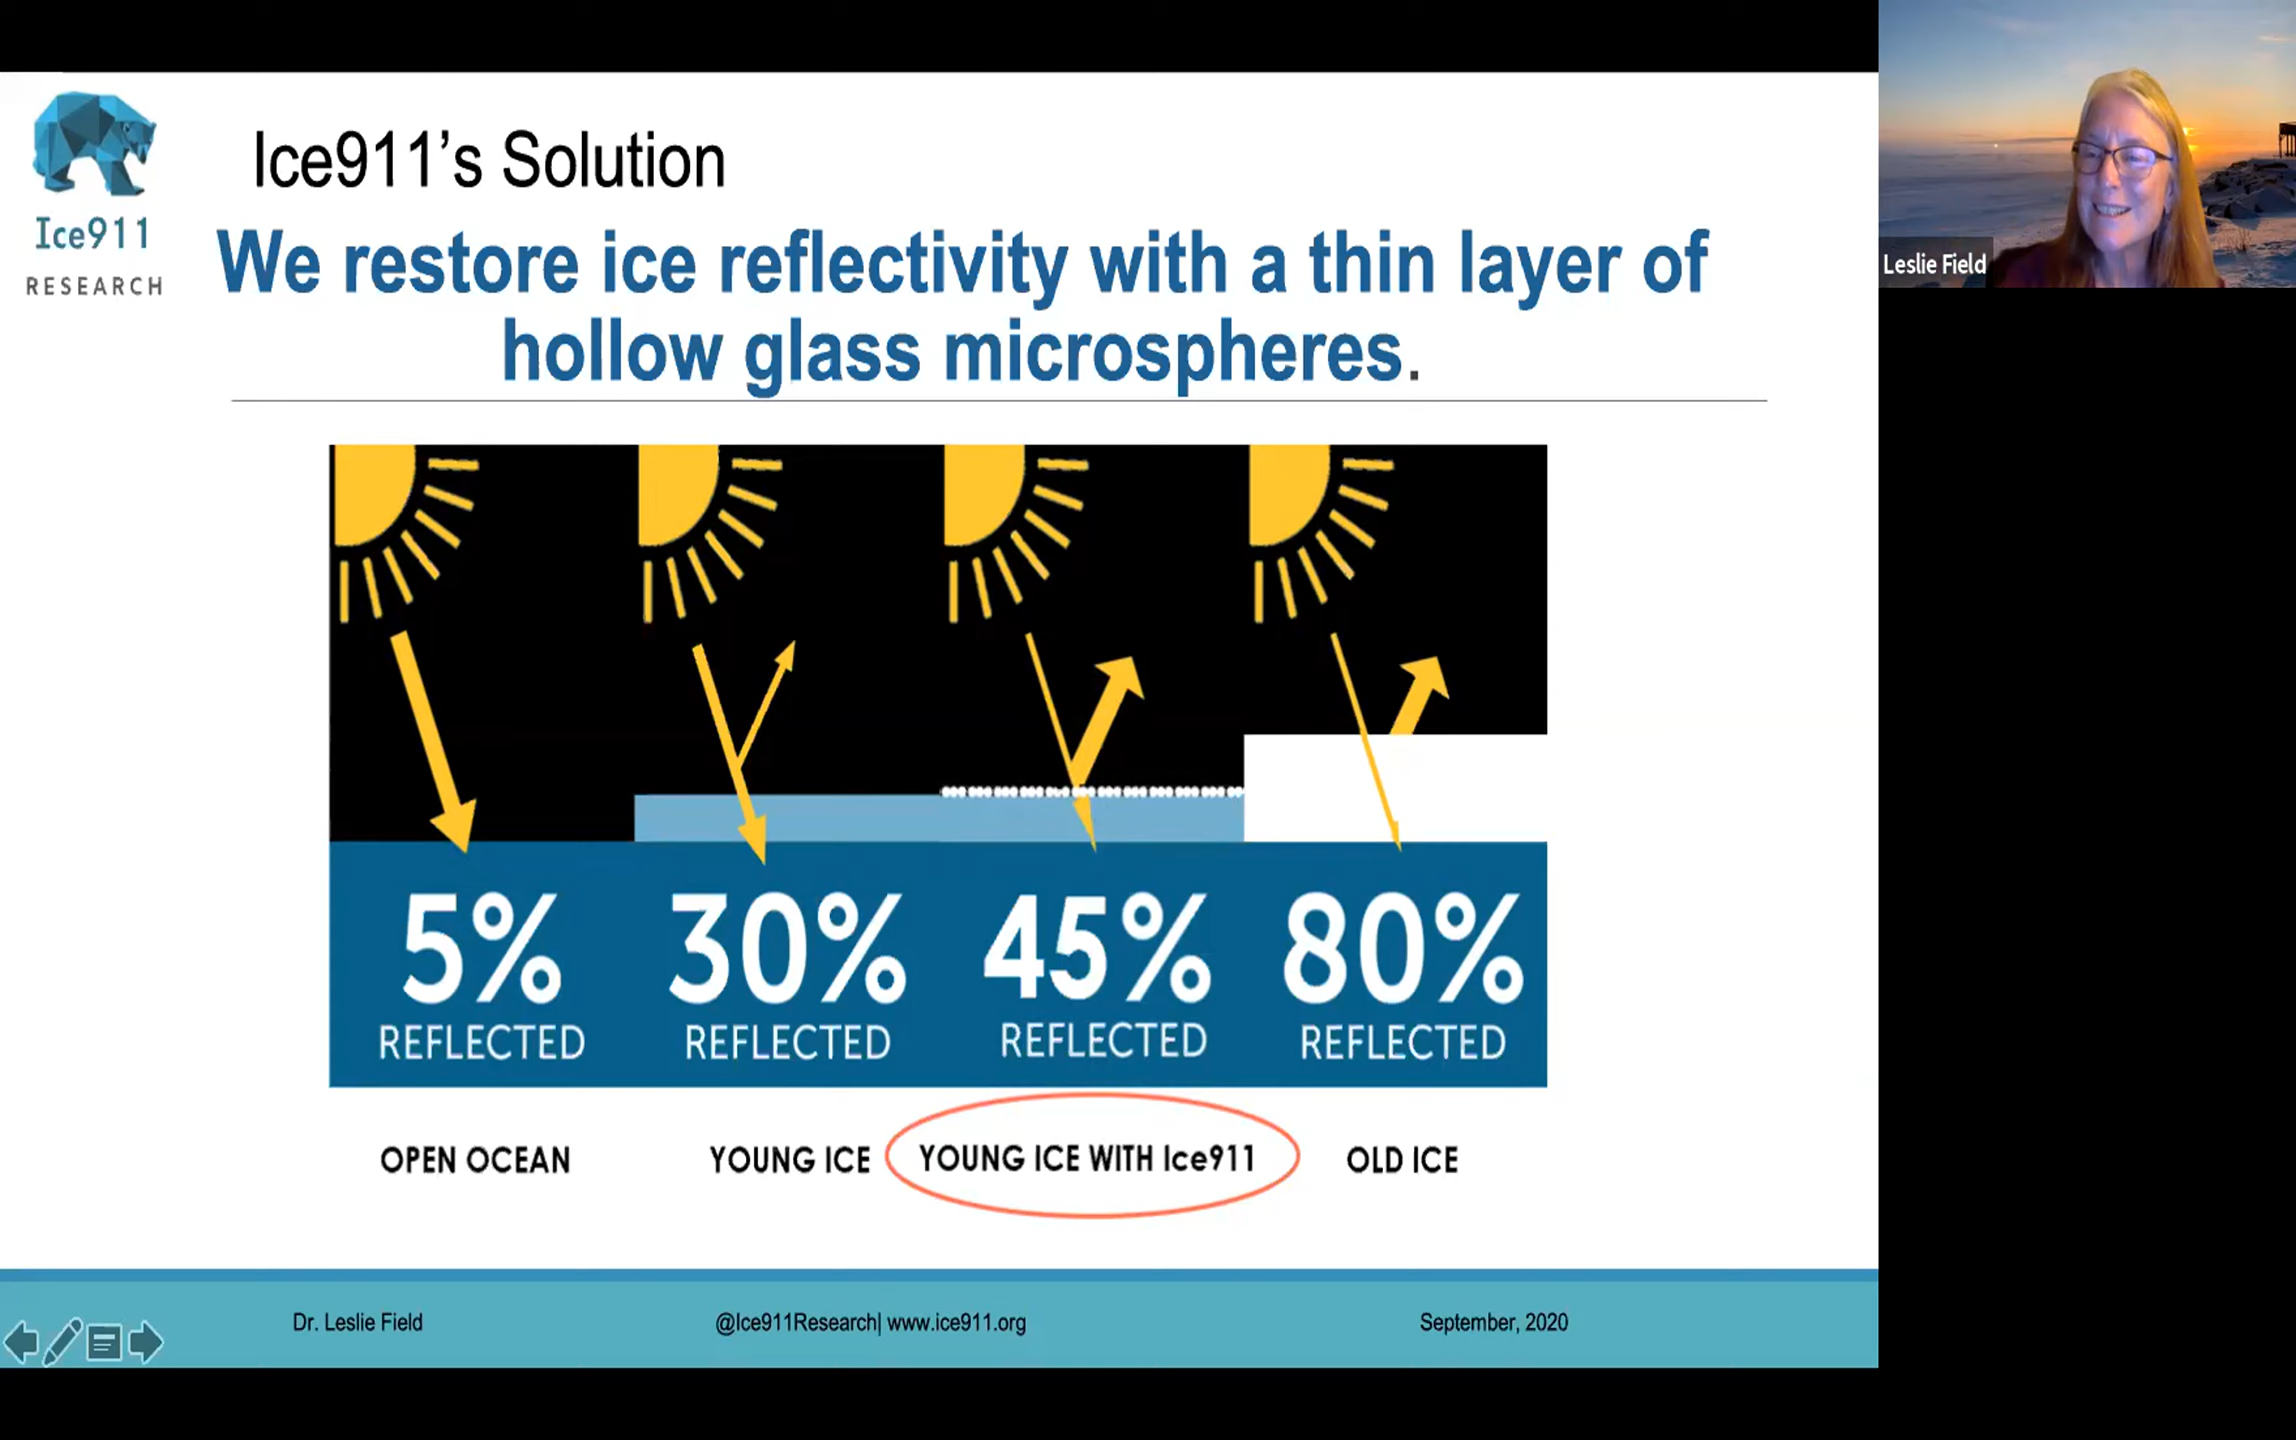 Ice911
RESEARCH
Ice911's Solution
We restore ice reflectivity with a thin layer of
hollow glass microspheres.
Leslie Field
5%
REFLECTED
30%
REFLECTED
45%
REFLECTED
80%
REFLECTED
OPEN OCEAN
YOUNG ICE
YOUNG ICE WITH Ice911
OLD ICE
Dr. Leslie Field
@Ice911Research| www.ice911.org
September, 2020